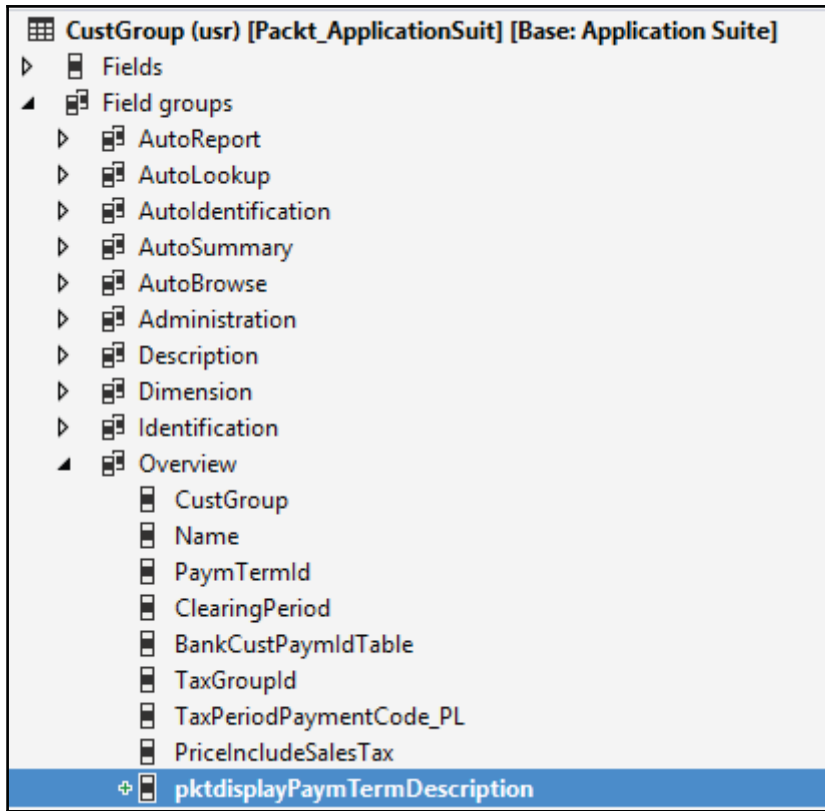 CustGroup (usr) [Packt_ApplicationSuit] [Base: Application Suite]
Fields
Field groups
AutoReport
AutoLookup
AutoIdentification
AutoSummary
AutoBrowse
Administration
Description
Dimension
Identification
Overview
CustGroup
Name
PaymTermId
ClearingPeriod
BankCustPaymIdTable
TaxGroupId
TaxPeriodPaymentCode_PL
PriceIncludeSalesTax
pktdisplayPaymTermDescription